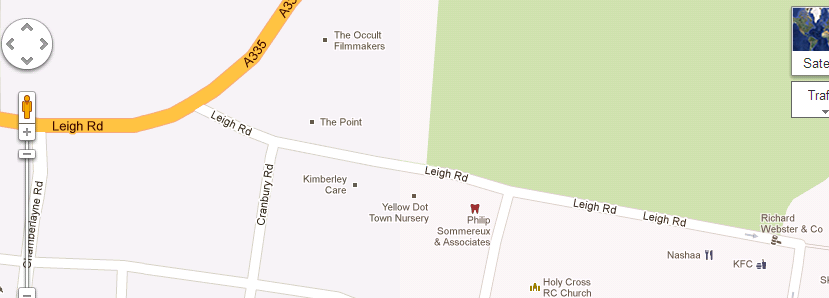 The Occult
Filmmakers
A335
A335
Sate
Traf
Leigh Rd
Leigh Rd
The Point
Leigh Rd
Kimberley
Care
Cranbury Rd
Chamberlayne Rd
Yellow Dot
Town Nursery
Philip
Sommereux
& Associates
Leigh Rd
Leigh Rd
Richard
Webster & Co
Nashaa
KFC
Holy Cross
RC Church
Sk